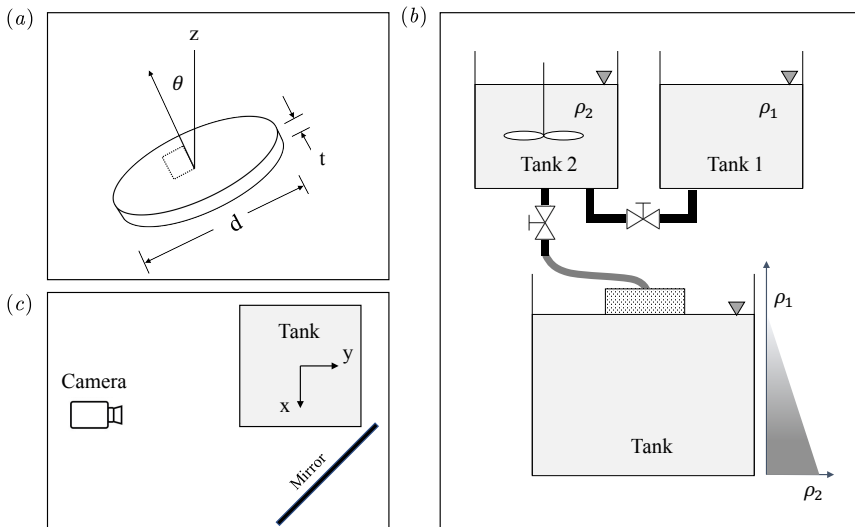 (a)
z
θ
t
d
(b)
ρ₂
ρ₁
Tank 2
Tank 1
ρ₁
Tank
ρ₂
(c)
Tank
y
x
Camera
Mirror